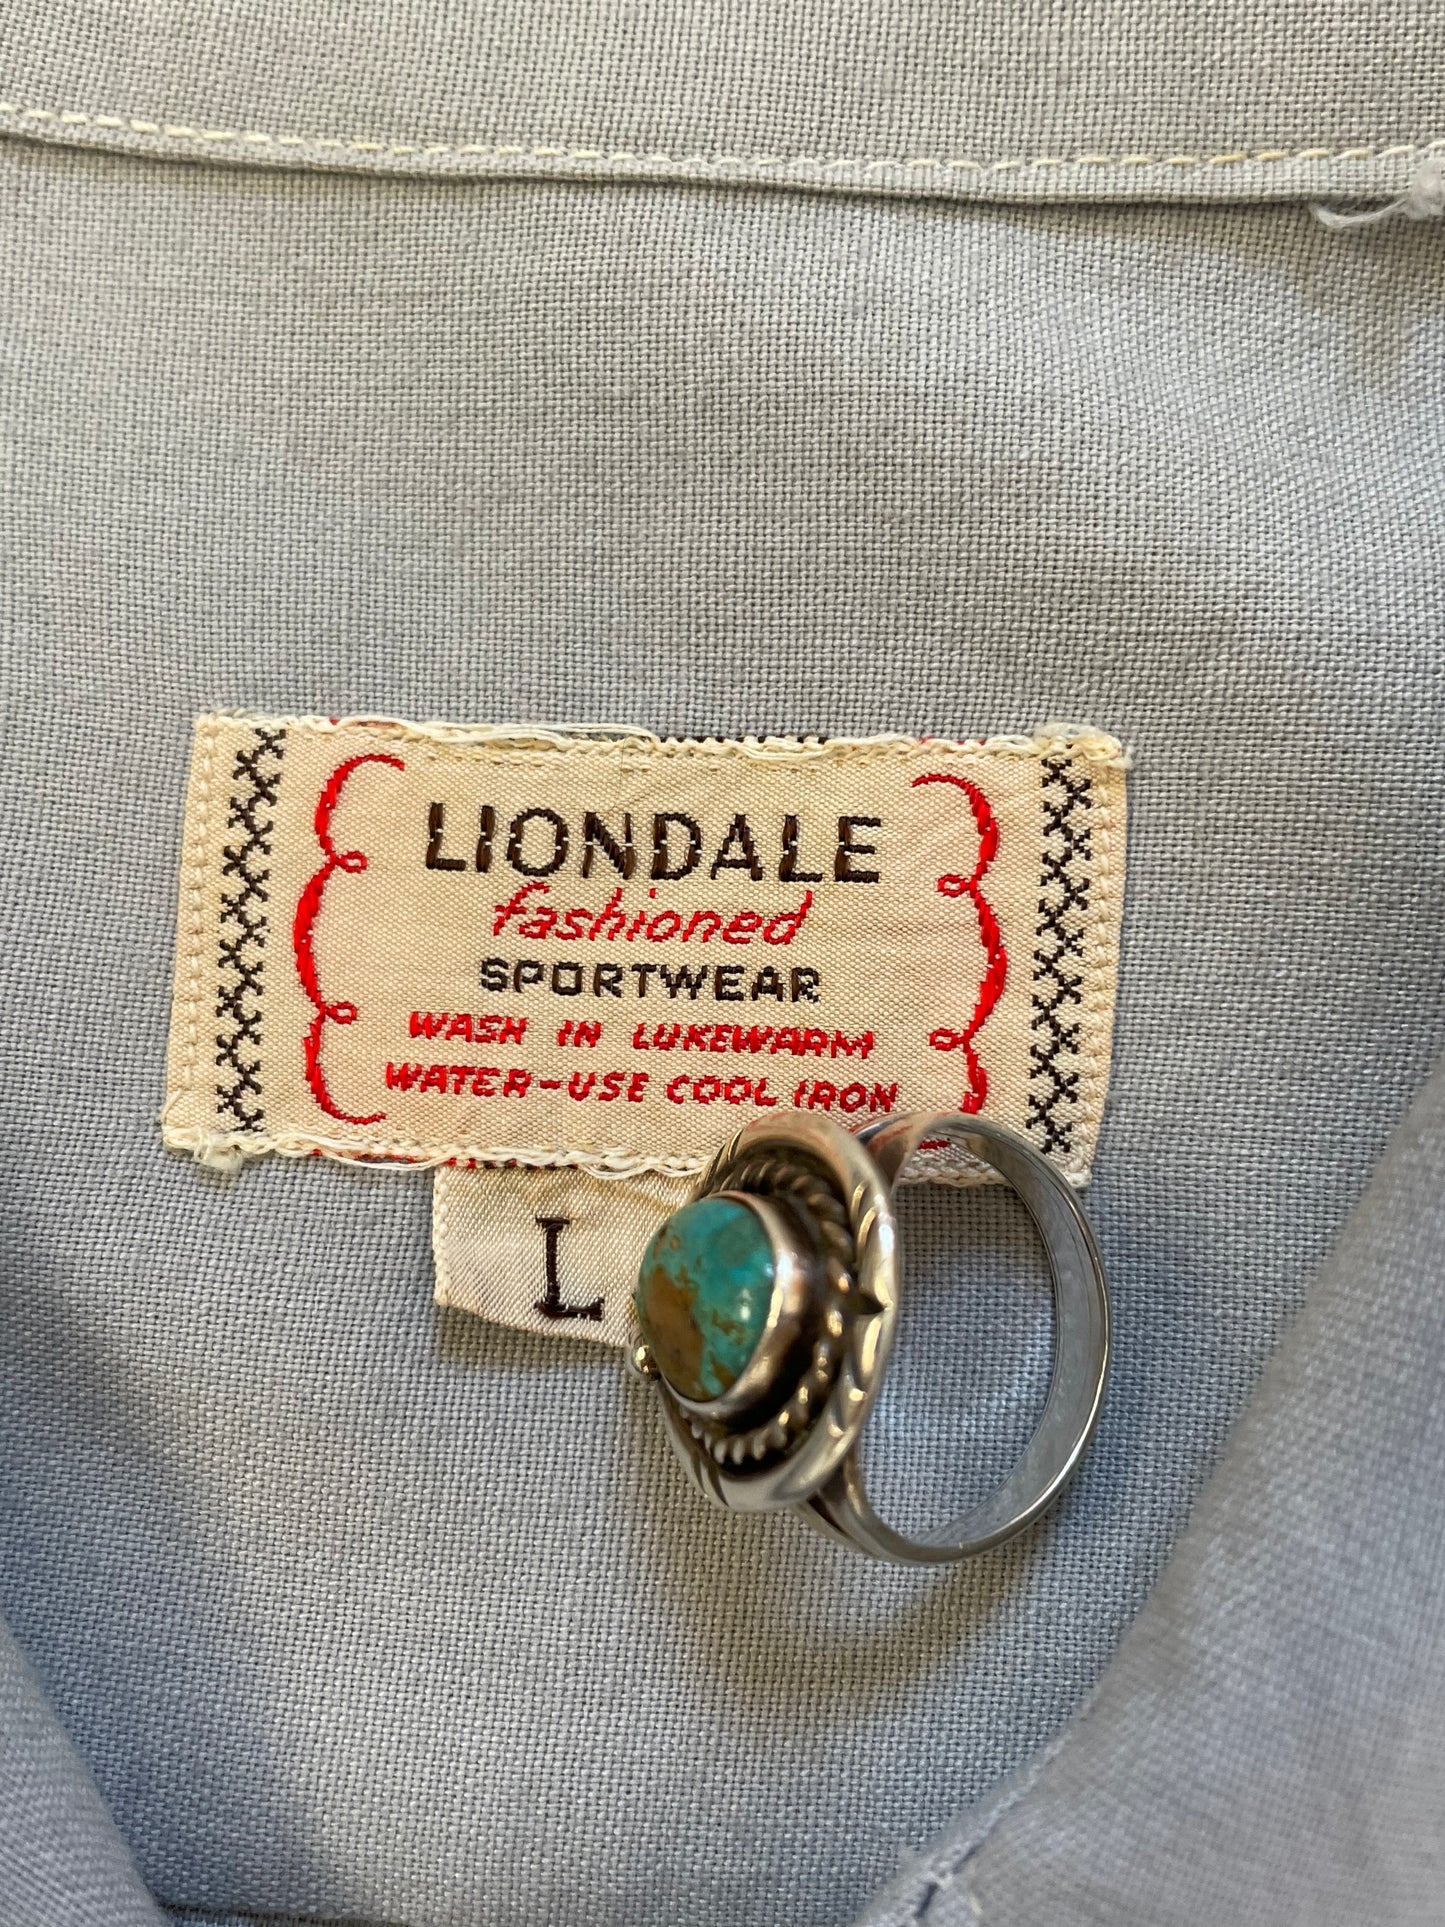 LIONDALE
fashioned
SPORTWEAR
WASH IN LUKEWARM
WATER-USE COOL IRON
L